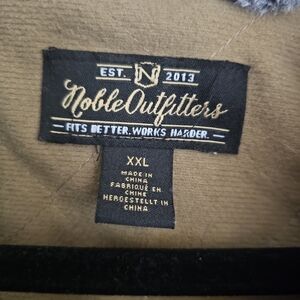 EST. N 2013
Noble Outfitters
FITS BETTER. WORKS HARDER.
XXL
MADE IN
CHINA
FABRIQUÉ EN
CHINE
HERGESTELLT IN
CHINA